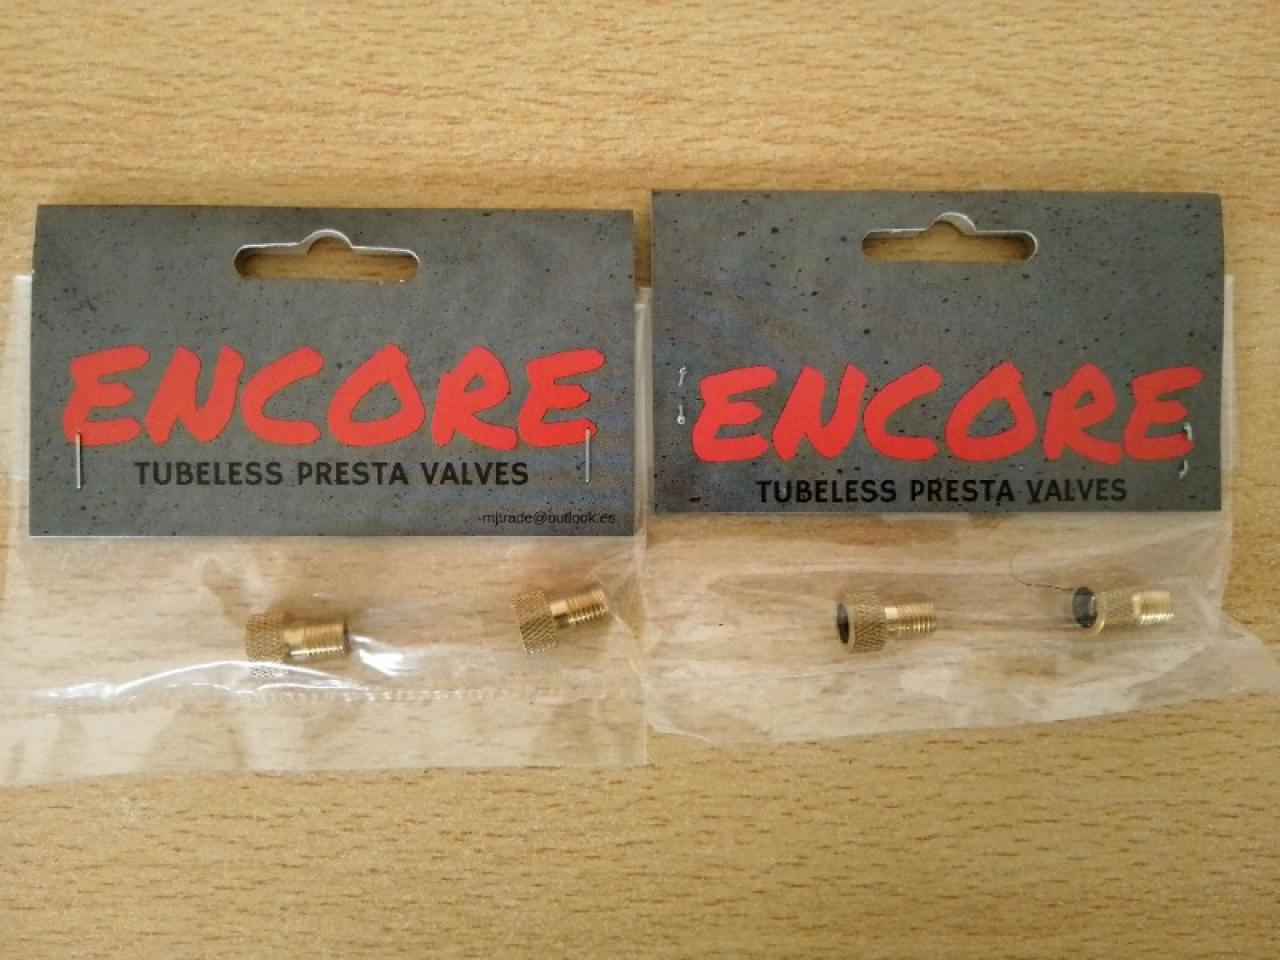 ENCORE
TUBELESS PRESTA VALVES
-mjtrade@outlook.es
ENCORE
TUBELESS PRESTA VALVES